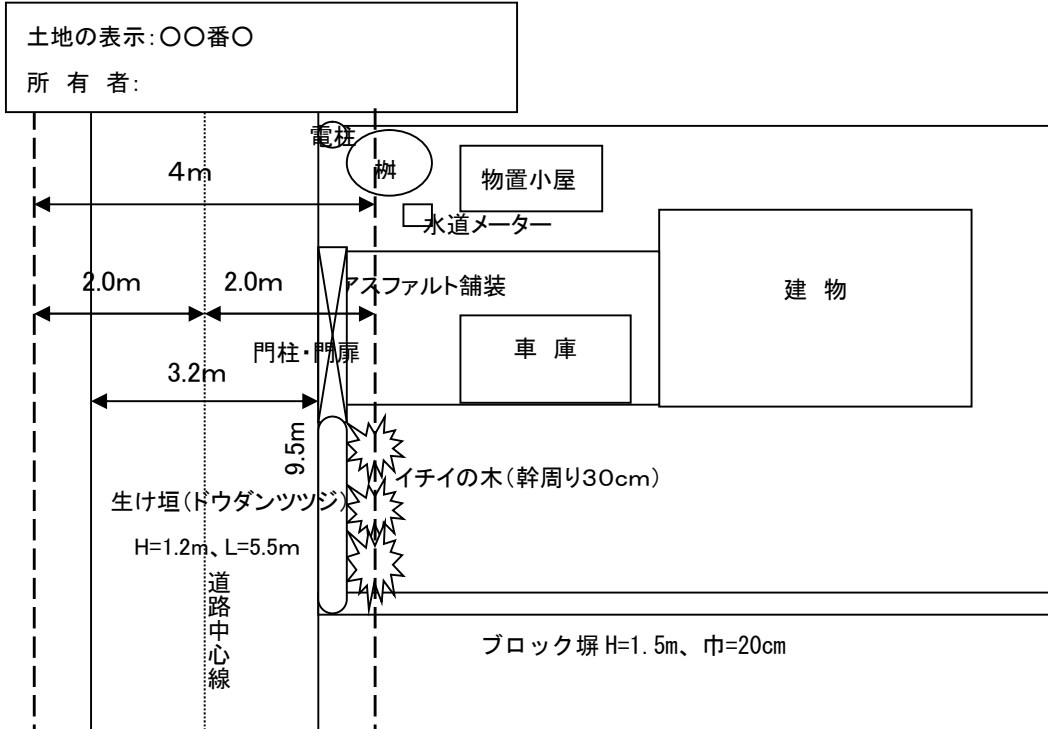 土地の表示:〇〇番〇
所 有 者:
電柱
桝
4m
物置小屋
水道メーター
2.0m
2.0m
アスファルト舗装
建 物
門柱・門扉
車 庫
3.2m
9.5m
イチイの木(幹周り30cm)
生け垣(ドウダンツツジ)
H=1.2m、L=5.5m
道路中心線
ブロック塀 H=1.5m、巾=20cm